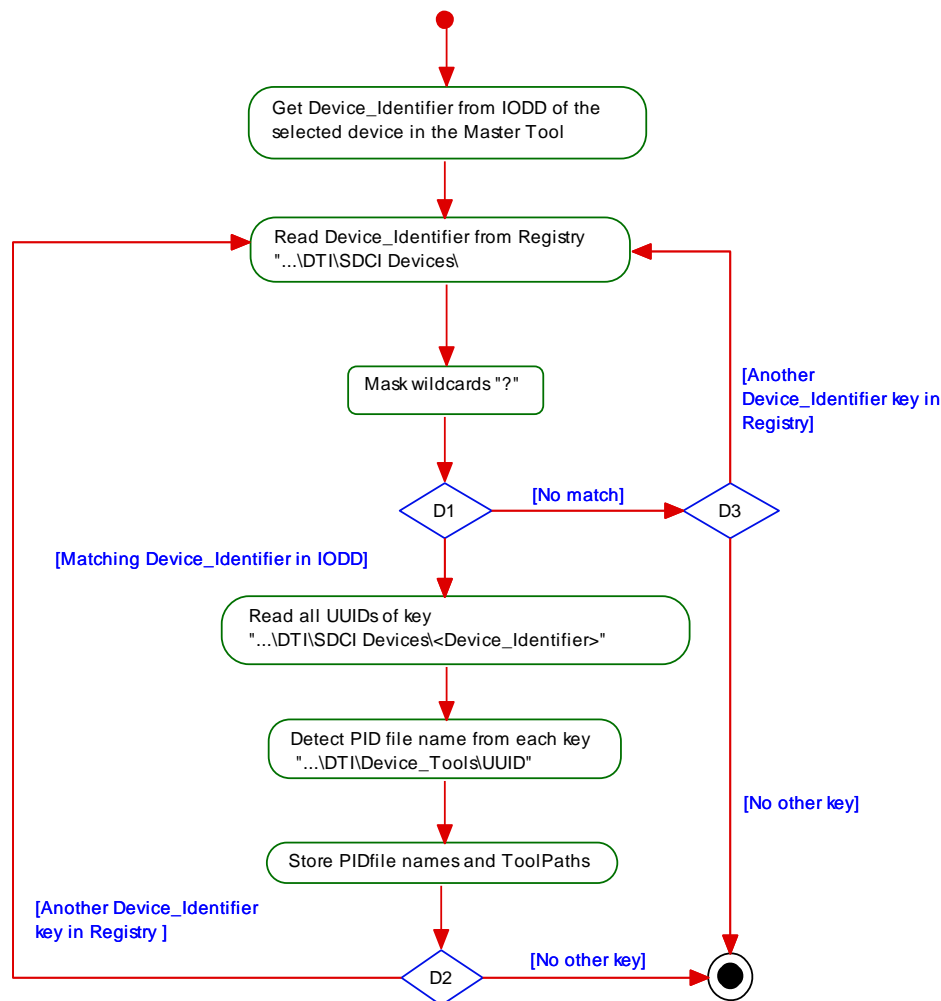 Get Device_Identifier from IODD of the
selected device in the Master Tool
Read Device_Identifier from Registry
"...\DTI\SDCI Devices\
Mask wildcards "?"
[Another
Device_Identifier key in
Registry]
D1
[No match]
D3
[Matching Device_Identifier in IODD]
Read all UUIDs of key
"...\DTI\SDCI Devices\<Device_Identifier>"
Detect PID file name from each key
"...\DTI\Device_Tools\UUID"
[No other key]
Store PIDfile names and ToolPaths
[Another Device_Identifier
key in Registry ]
D2
[No other key]